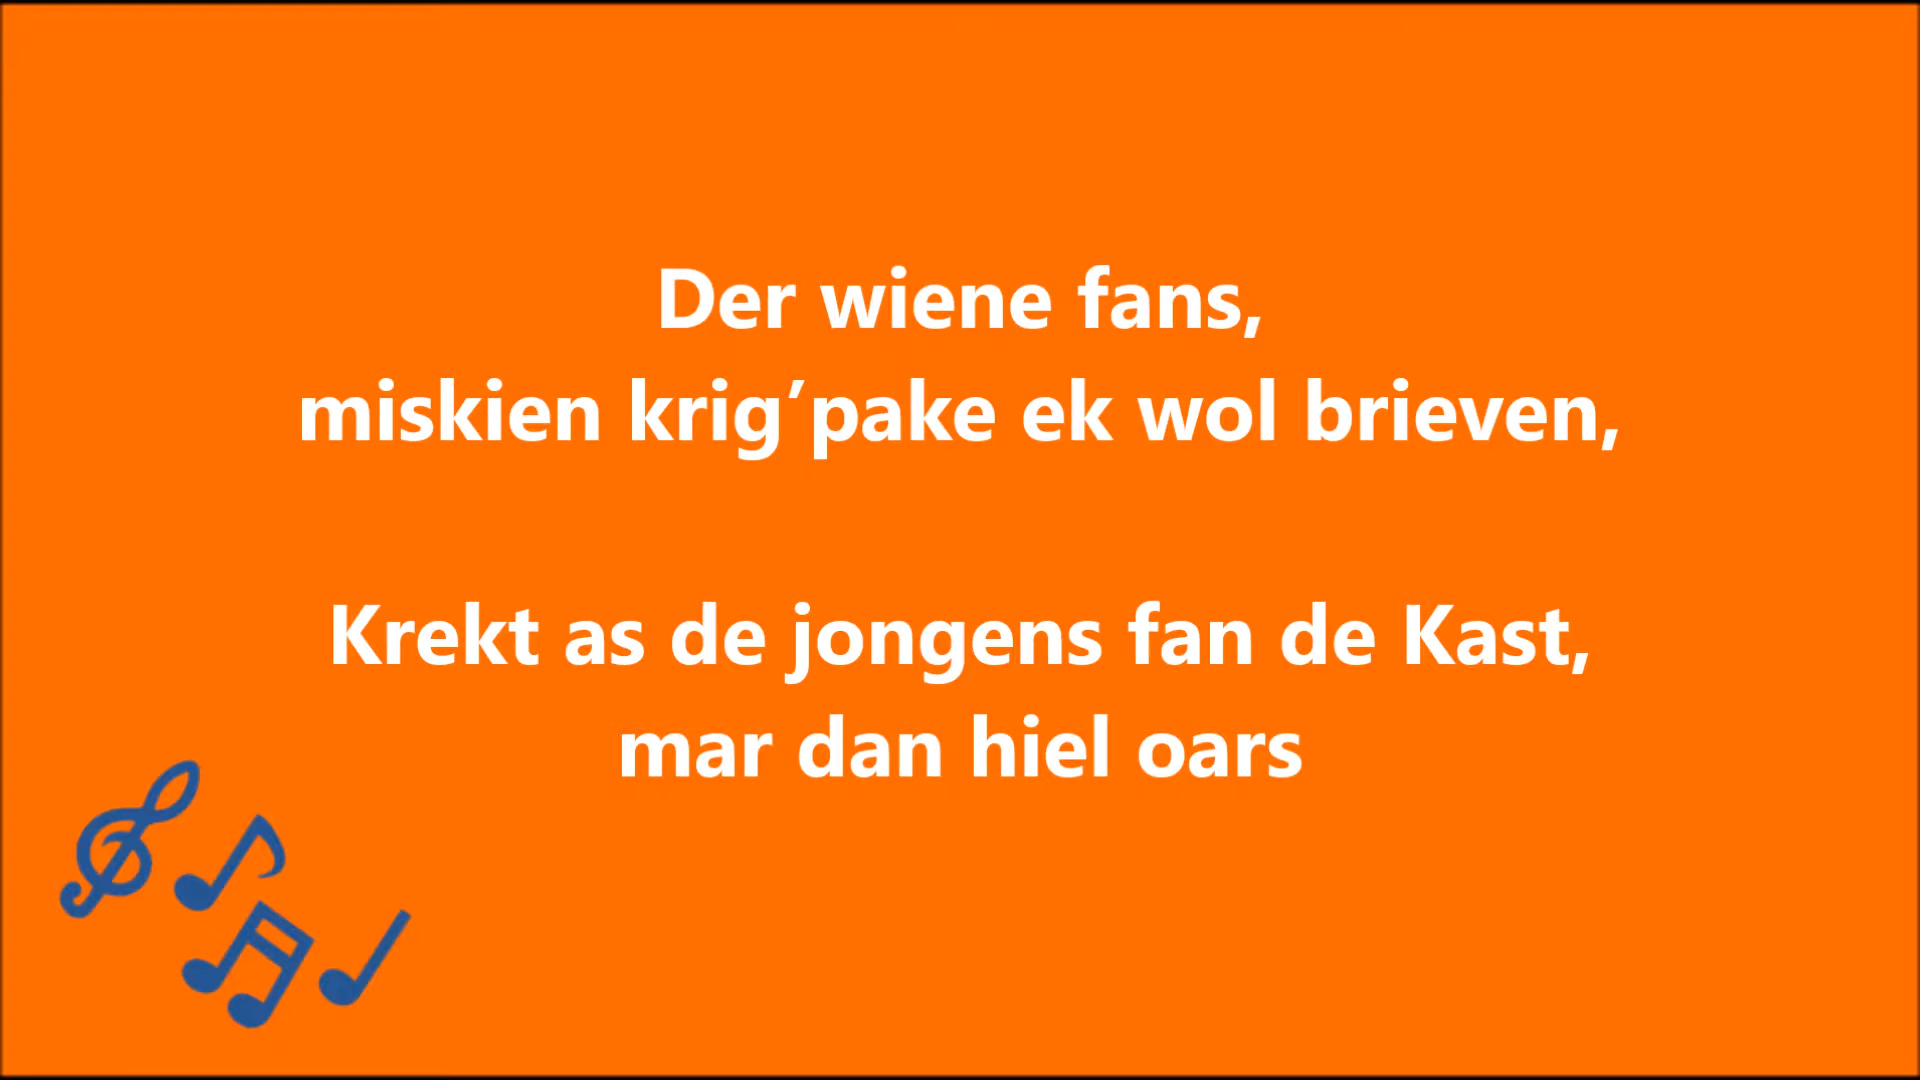 Der wiene fans,
miskien krig’pake ek wol brieven,
Krekt as de jongens fan de Kast,
mar dan hiel oars